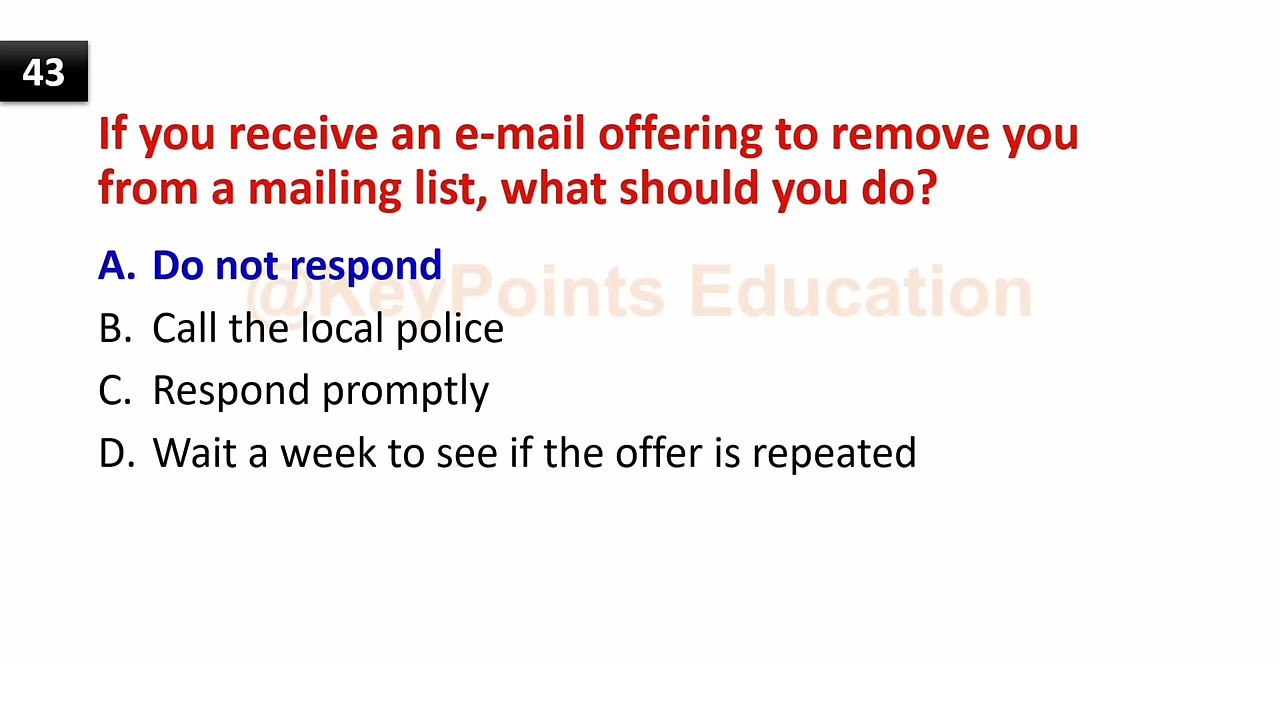 43
If you receive an e-mail offering to remove you
from a mailing list, what should you do?
A. Do not respond
@KeyPoints Education
B. Call the local police
C. Respond promptly
D. Wait a week to see if the offer is repeated